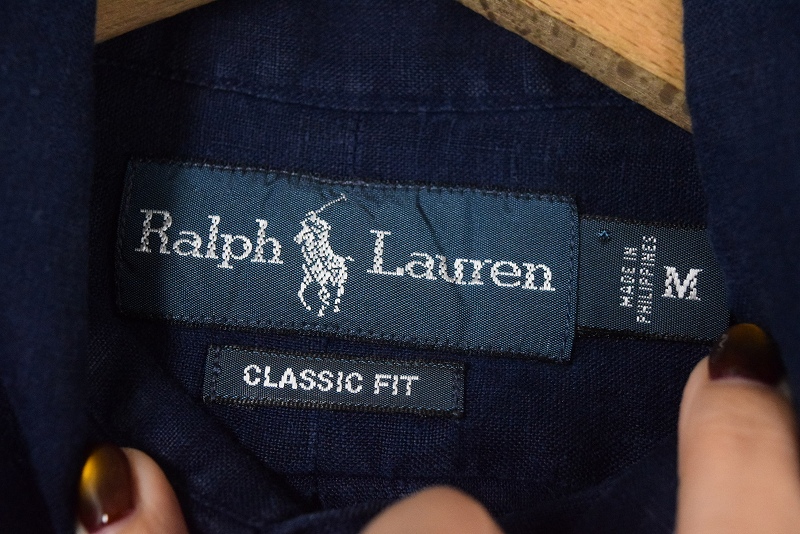 Ralph Lauren
MADE IN
PHILIPPINES
M
CLASSIC FIT